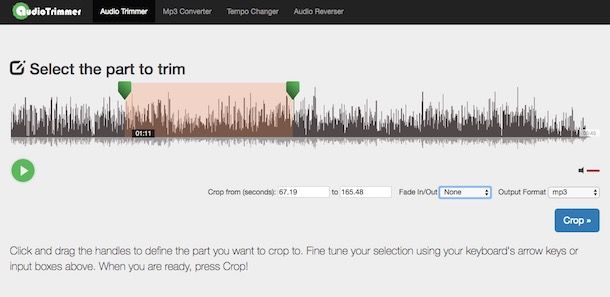 AudioTrimmer Audio Trimmer Mp3 Converter Tempo Changer Audio Reverser
Select the part to trim
01:11
Crop from (seconds): 67.19 to 165.48 Fade In/Out None Output Format mp3
Crop »
Click and drag the handles to define the part you want to crop to. Fine tune your selection using your keyboard's arrow keys or
input boxes above. When you are ready, press Crop!